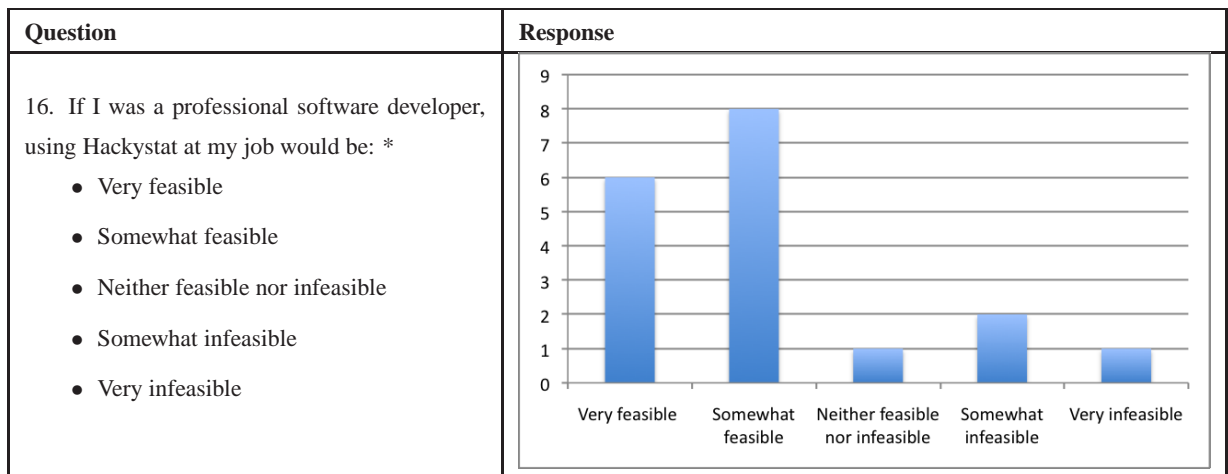 Question
Response
16. If I was a professional software developer,
using Hackystat at my job would be: *
• Very feasible
• Somewhat feasible
• Neither feasible nor infeasible
• Somewhat infeasible
• Very infeasible
9
8
7
6
5
4
3
2
1
0
Very feasible
Somewhat
feasible
Neither feasible
nor infeasible
Somewhat
infeasible
Very infeasible